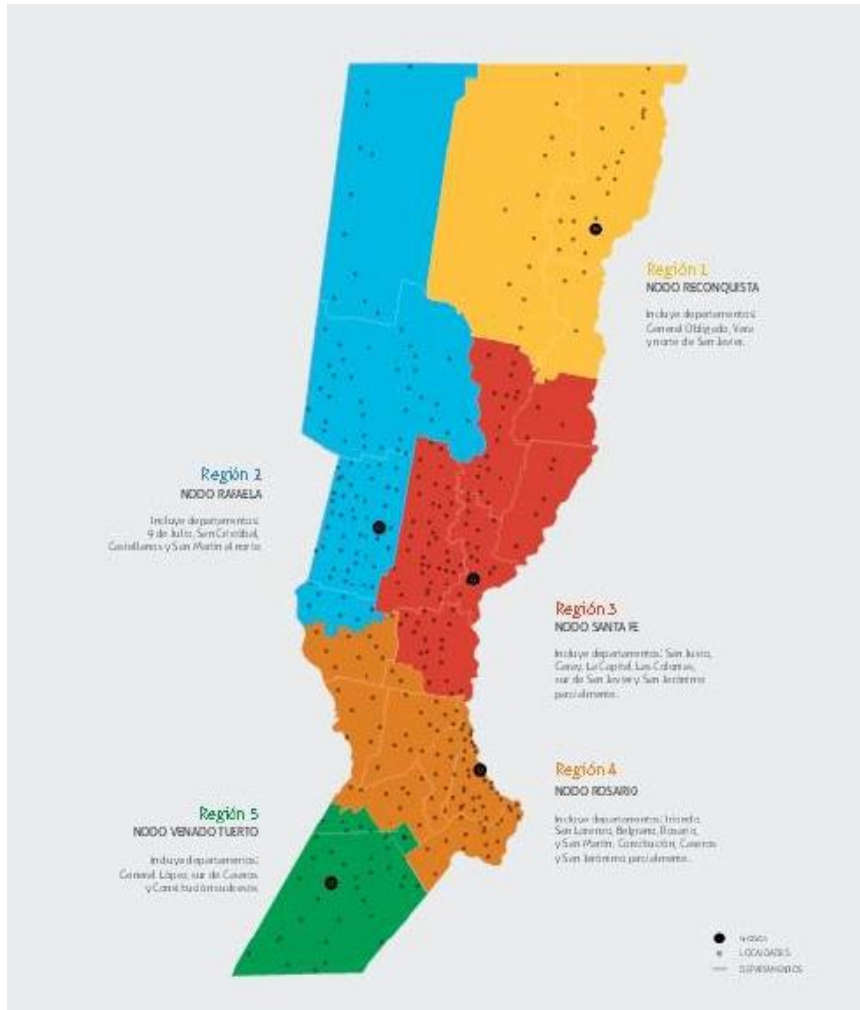 Región 1
NODO RECONQUISTA
Incluye departamentos:
General Obligado, Vera
y norte de San Javier.
Región 2
NODO RAFAELA
Incluye departamentos:
9 de Julio, San Cristóbal,
Castellanos y San Martín al norte
Región 3
NODO SANTA FE
Incluye departamentos: San Justo,
Garay, La Capital, Las Colonias,
sur de San Javier y San Jerónimo
parcialmente.
Región 4
NODO ROSARIO
Incluye departamentos: Iriondo,
San Lorenzo, Belgrano, Rosario,
y San Martín, Constitución, Caseros
y San Jerónimo parcialmente.
Región 5
NODO VENADO TUERTO
Incluye departamentos:
General López, sur de Caseros
y Constitución sudoeste
NODOS
LOCALIDADES
DEPARTAMENTOS